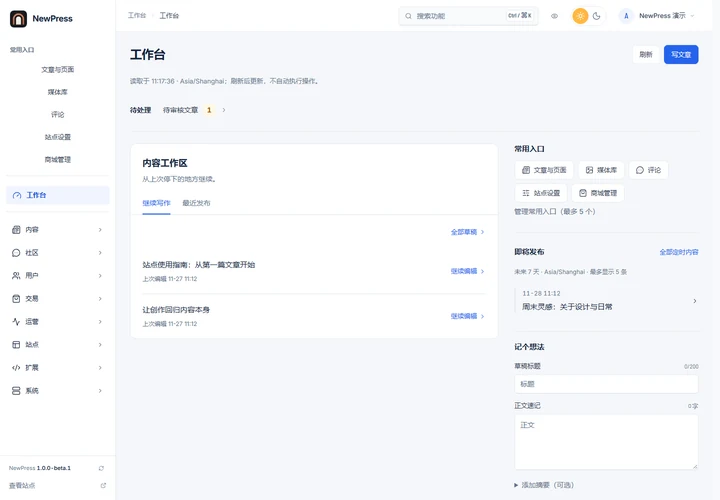 NewPress
常用入口
文章与页面
媒体库
评论
站点设置
商城管理
工作台
内容
社区
用户
交易
运营
站点
扩展
系统
NewPress 1.0.0-beta.1
查看站点
工作台 工作台
搜索功能 Ctrl/⌘K
A NewPress 演示
工作台
刷新 写文章
读取于 11:17:36 · Asia/Shanghai；刷新后更新，不自动执行操作。
待处理 待审核文章 1
内容工作区
从上次停下的地方继续。
继续写作 最近发布
全部草稿
站点使用指南：从第一篇文章开始
上次编辑 11-27 11:12
继续编辑
让创作回归内容本身
上次编辑 11-27 11:12
继续编辑
常用入口
文章与页面 媒体库 评论
站点设置 商城管理
管理常用入口（最多 5 个）
即将发布 全部定时内容
未来 7 天 · Asia/Shanghai · 最多显示 5 条
11-28 11:12
周末灵感：关于设计与日常
记个想法
草稿标题 0/200
标题
正文速记 0 字
正文
添加摘要（可选）